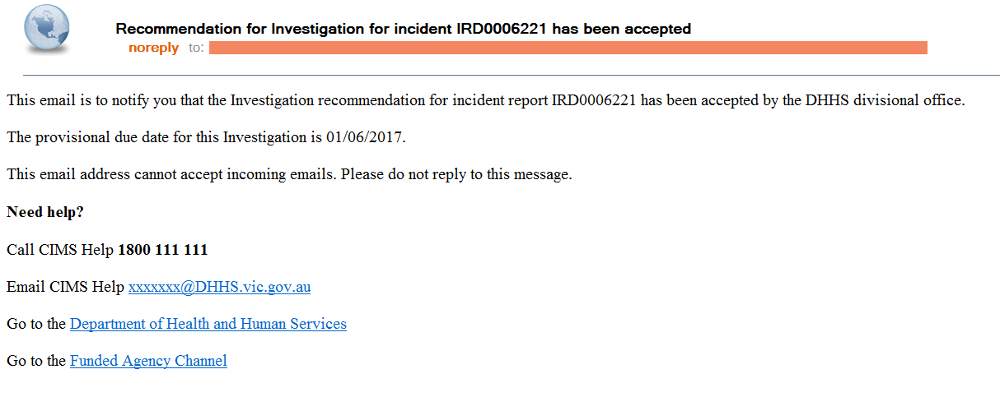 Recommendation for Investigation for incident IRD0006221 has been accepted
noreply to:
This email is to notify you that the Investigation recommendation for incident report IRD0006221 has been accepted by the DHHS divisional office.
The provisional due date for this Investigation is 01/06/2017.
This email address cannot accept incoming emails. Please do not reply to this message.
Need help?
Call CIMS Help 1800 111 111
Email CIMS Help xxxxxxx@DHHS.vic.gov.au
Go to the Department of Health and Human Services
Go to the Funded Agency Channel